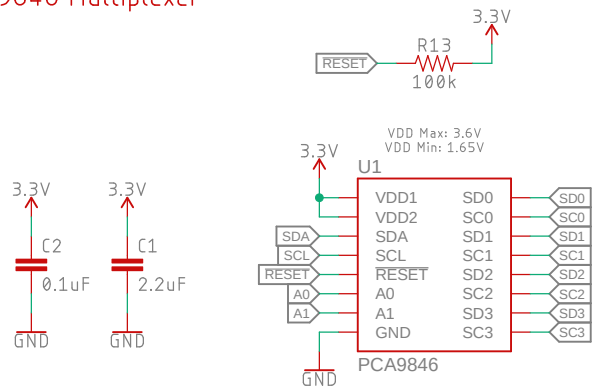 9846 Multiplexer
3.3V
R13
RESET
100k
VDD Max: 3.6V
VDD Min: 1.65V
3.3V
U1
3.3V
3.3V
C2
C1
0.1uF
2.2uF
GND
GND
VDD1 SD0 SD0
VDD2 SC0 SC0
SDA SDA SD1 SD1
SCL SCL SC1 SC1
RESET RESET SD2 SD2
A0 A0 SC2 SC2
A1 A1 SD3 SD3
GND SC3 SC3
PCA9846
GND